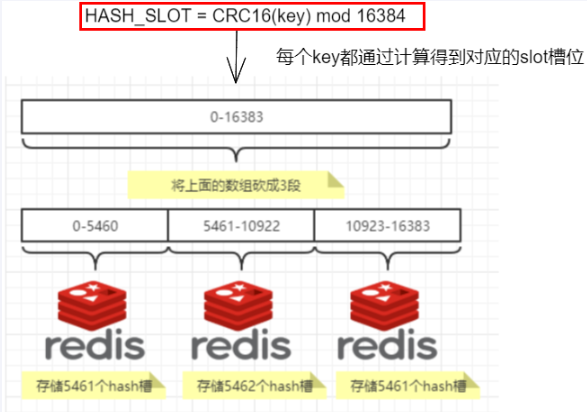 HASH_SLOT = CRC16(key) mod 16384
每个key都通过计算得到对应的slot槽位
0-16383
将上面的数组砍成3段
0-5460 5461-10922 10923-16383
redis redis redis
存储5461个hash槽 存储5462个hash槽 存储5461个hash槽